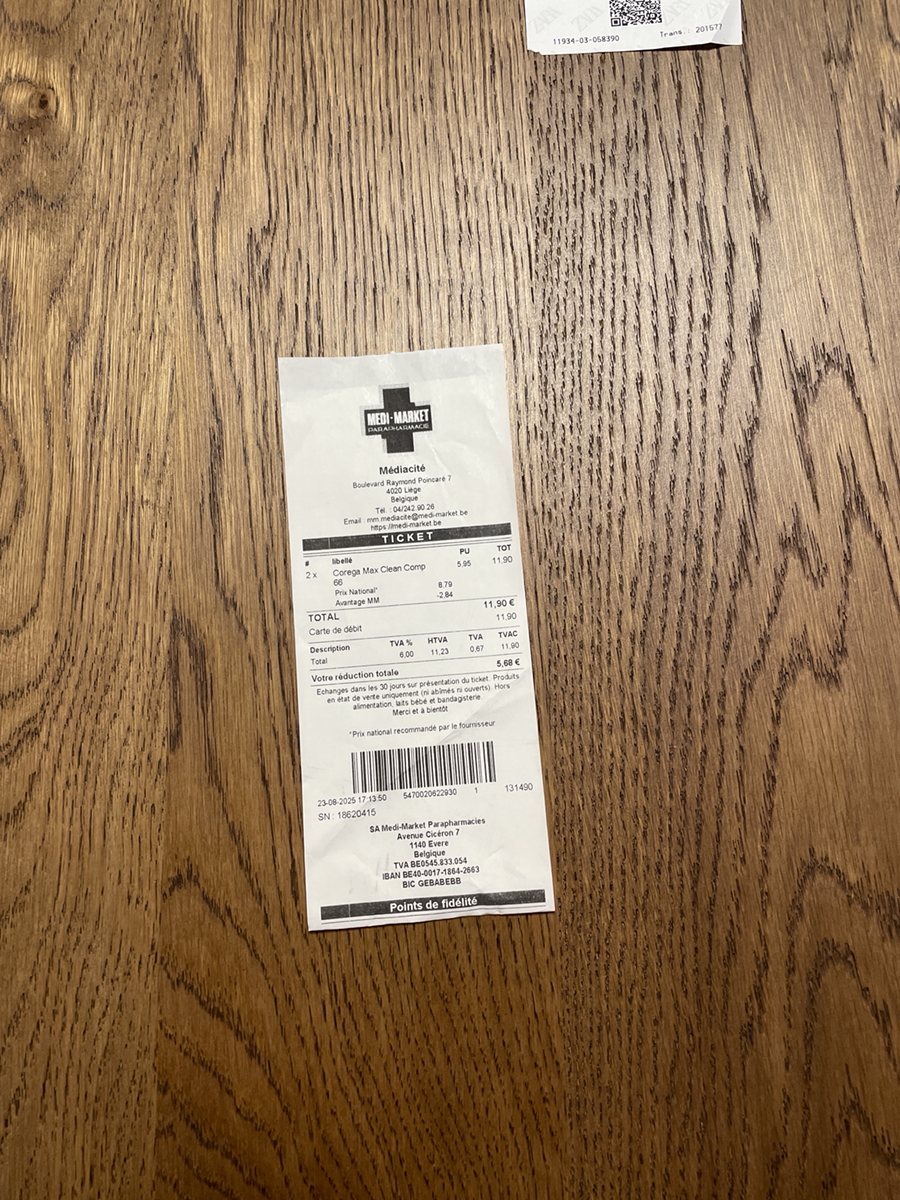 11934-03-058390 Trans.: 201577
MEDI-MARKET
PARAPHARMACIE
Médiacité
Boulevard Raymond Poincaré 7
4020 Liège
Belgique
Tél. : 04/242.90.26
Email : mm.mediacite@medi-market.be
https://medi-market.be
TICKET
# libellé PU TOT
2 x Corega Max Clean Comp 5,95 11,90
66
Prix National* 8,79
Avantage MM -2,84
TOTAL 11,90 €
Carte de débit 11,90
Description TVA % HTVA TVA TVAC
Total 6,00 11,23 0,67 11,90
Votre réduction totale 5,68 €
Echanges dans les 30 jours sur présentation du ticket. Produits
en état de vente uniquement (ni abîmés ni ouverts). Hors
alimentation, laits bébé et bandagisterie.
Merci et à bientôt
*Prix national recommandé par le fournisseur
23-08-2025 17:13:50 5470020622930 1 131490
SN : 18620415
SA Medi-Market Parapharmacies
Avenue Cicéron 7
1140 Evere
Belgique
TVA BE0545.833.054
IBAN BE40-0017-1864-2663
BIC GEBABEBB
Points de fidélité